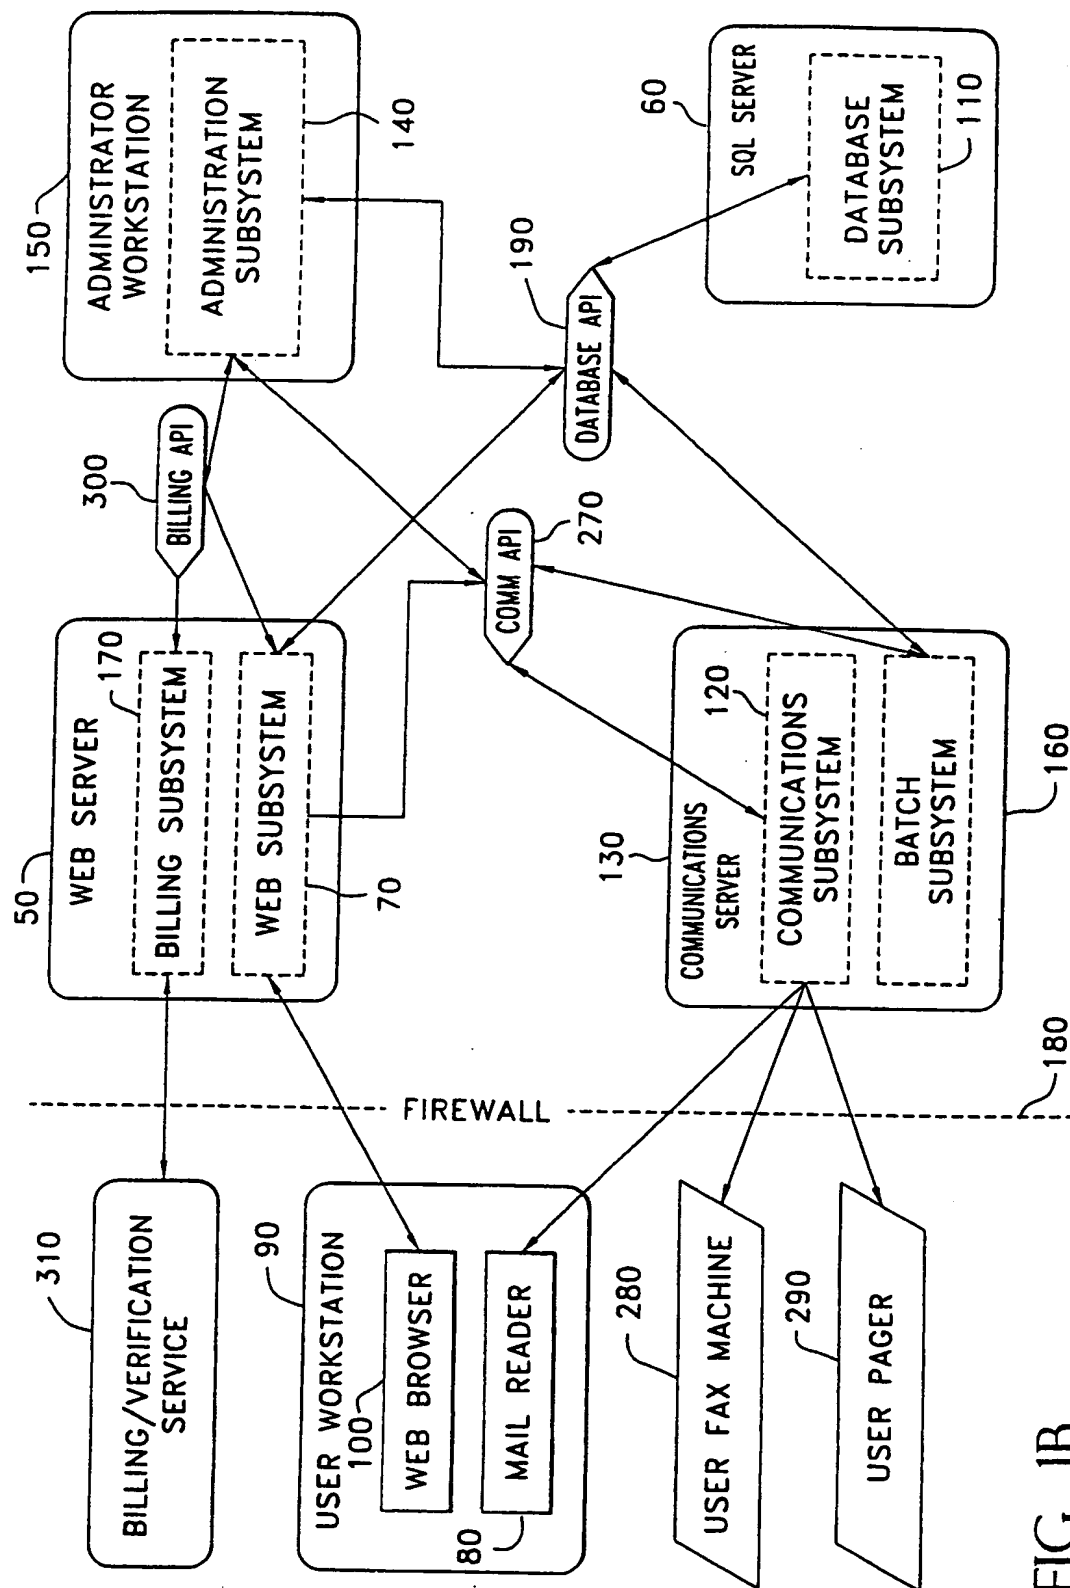 310
BILLING/VERIFICATION
SERVICE
90
USER WORKSTATION
100
WEB BROWSER
MAIL READER
80
280
USER FAX MACHINE
290
USER PAGER
FIREWALL
180
50
WEB SERVER
170
BILLING SUBSYSTEM
WEB SUBSYSTEM
70
130
COMMUNICATIONS
SERVER
120
COMMUNICATIONS
SUBSYSTEM
BATCH
SUBSYSTEM
160
300
BILLING API
COMM API
270
190
DATABASE API
150
ADMINISTRATOR
WORKSTATION
ADMINISTRATION
SUBSYSTEM
140
60
SQL SERVER
DATABASE
SUBSYSTEM
110
FIG. 1B